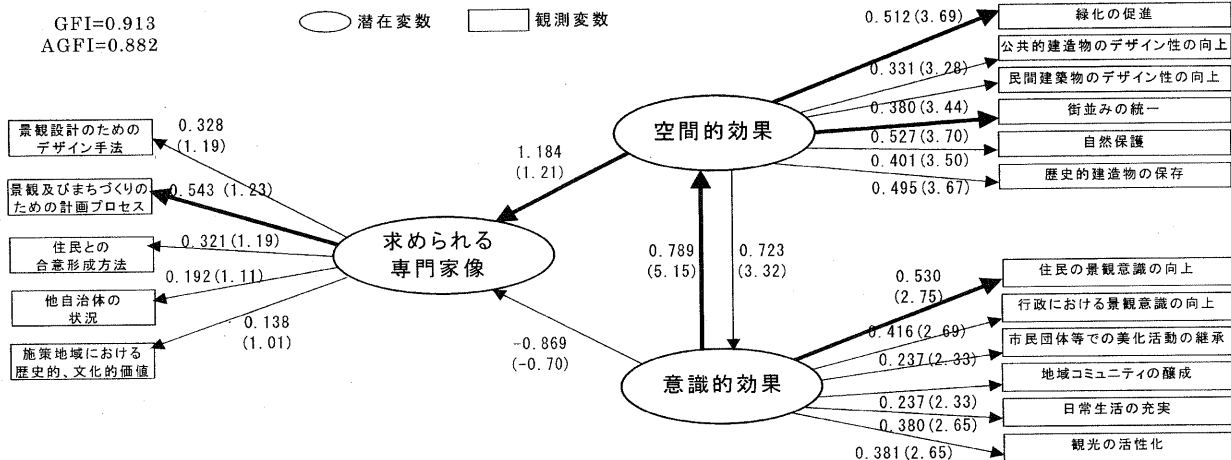 GFI=0.913
AGFI=0.882
潜在変数
観測変数
景観設計のための
デザイン手法
景観及びまちづくりの
ための計画プロセス
住民との
合意形成方法
他自治体の
状況
施策地域における
歴史的、文化的価値
0.328
(1.19)
0.543 (1.23)
0.321(1.19)
0.192(1.11)
0.138
(1.01)
求められる
専門家像
1.184
(1.21)
-0.869
(-0.70)
空間的効果
0.789
(5.15)
0.723
(3.32)
意識的効果
0.512(3.69)
0.331(3.28)
0.380(3.44)
0.527(3.70)
0.401(3.50)
0.495(3.67)
緑化の促進
公共的建造物のデザイン性の向上
民間建築物のデザイン性の向上
街並みの統一
自然保護
歴史的建造物の保存
0.530
(2.75)
0.416(2.69)
0.237(2.33)
0.237(2.33)
0.380(2.65)
0.381(2.65)
住民の景観意識の向上
行政における景観意識の向上
市民団体等での美化活動の継承
地域コミュニティの醸成
日常生活の充実
観光の活性化